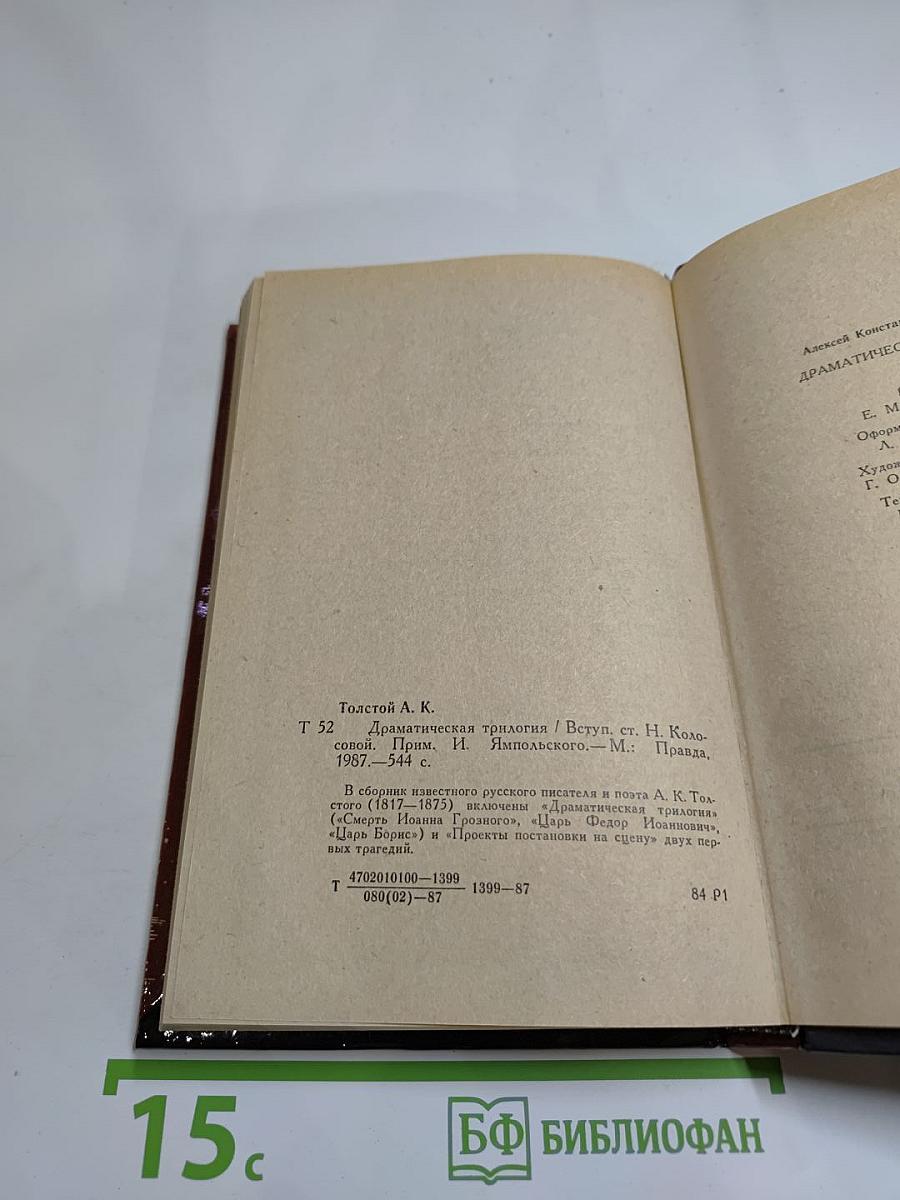 Толстой А. К.
Т 52 Драматическая трилогия / Вступ. ст. Н. Коло-
совой. Прим. И. Ямпольского.— М.: Правда,
1987.—544 с.
В сборник известного русского писателя и поэта А. К. Тол-
стого (1817—1875) включены «Драматическая трилогия»
(«Смерть Иоанна Грозного», «Царь Федор Иоаннович»,
«Царь Борис») и «Проекты постановки на сцену» двух пер-
вых трагедий.
Т 4702010100—1399 1399—87
080(02)—87
84 Р1
Алексей Конста
ДРАМАТИЧЕС
Е. М
Оформ
Л.
Худож
Г. О
Те
15 с
БФ БИБЛИОФАН